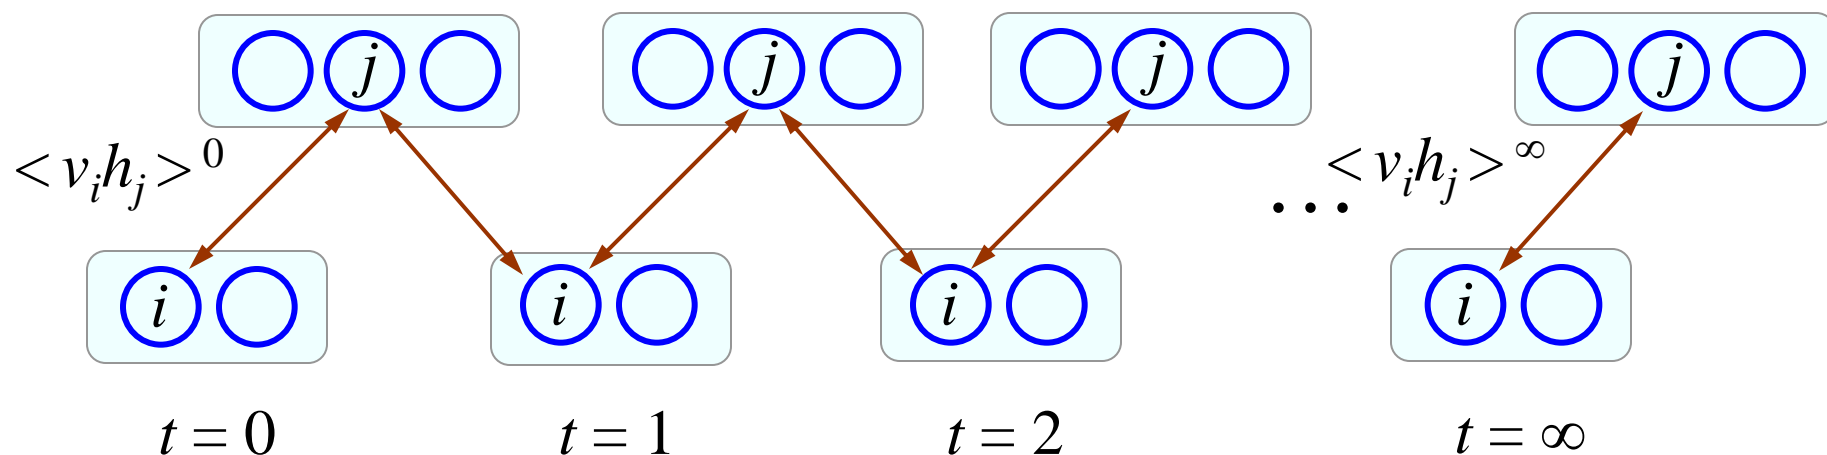 j j j j
<v_i h_j>^0 <v_i h_j>^∞
...
i i i i
t = 0 t = 1 t = 2 t = ∞